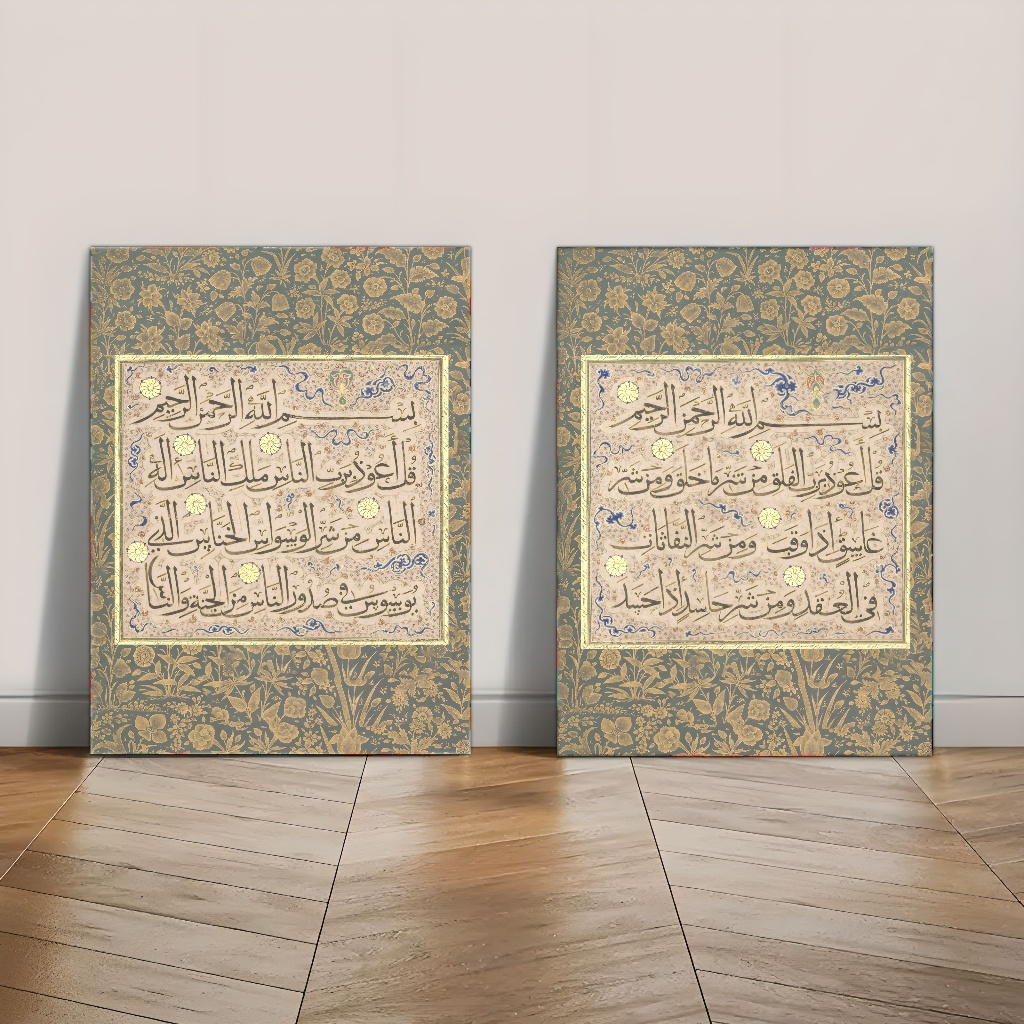 بسم الله الرحمن الرحيم
قل أعوذ برب الفلق من شر ما خلق ومن شر
غاسق إذا وقب ومن شر النفاثات
في العقد ومن شر حاسد إذا حسد
بسم الله الرحمن الرحيم
قل أعوذ برب الناس ملك الناس إله
الناس من شر الوسواس الخناس الذي
يوسوس في صدور الناس من الجنة والناس